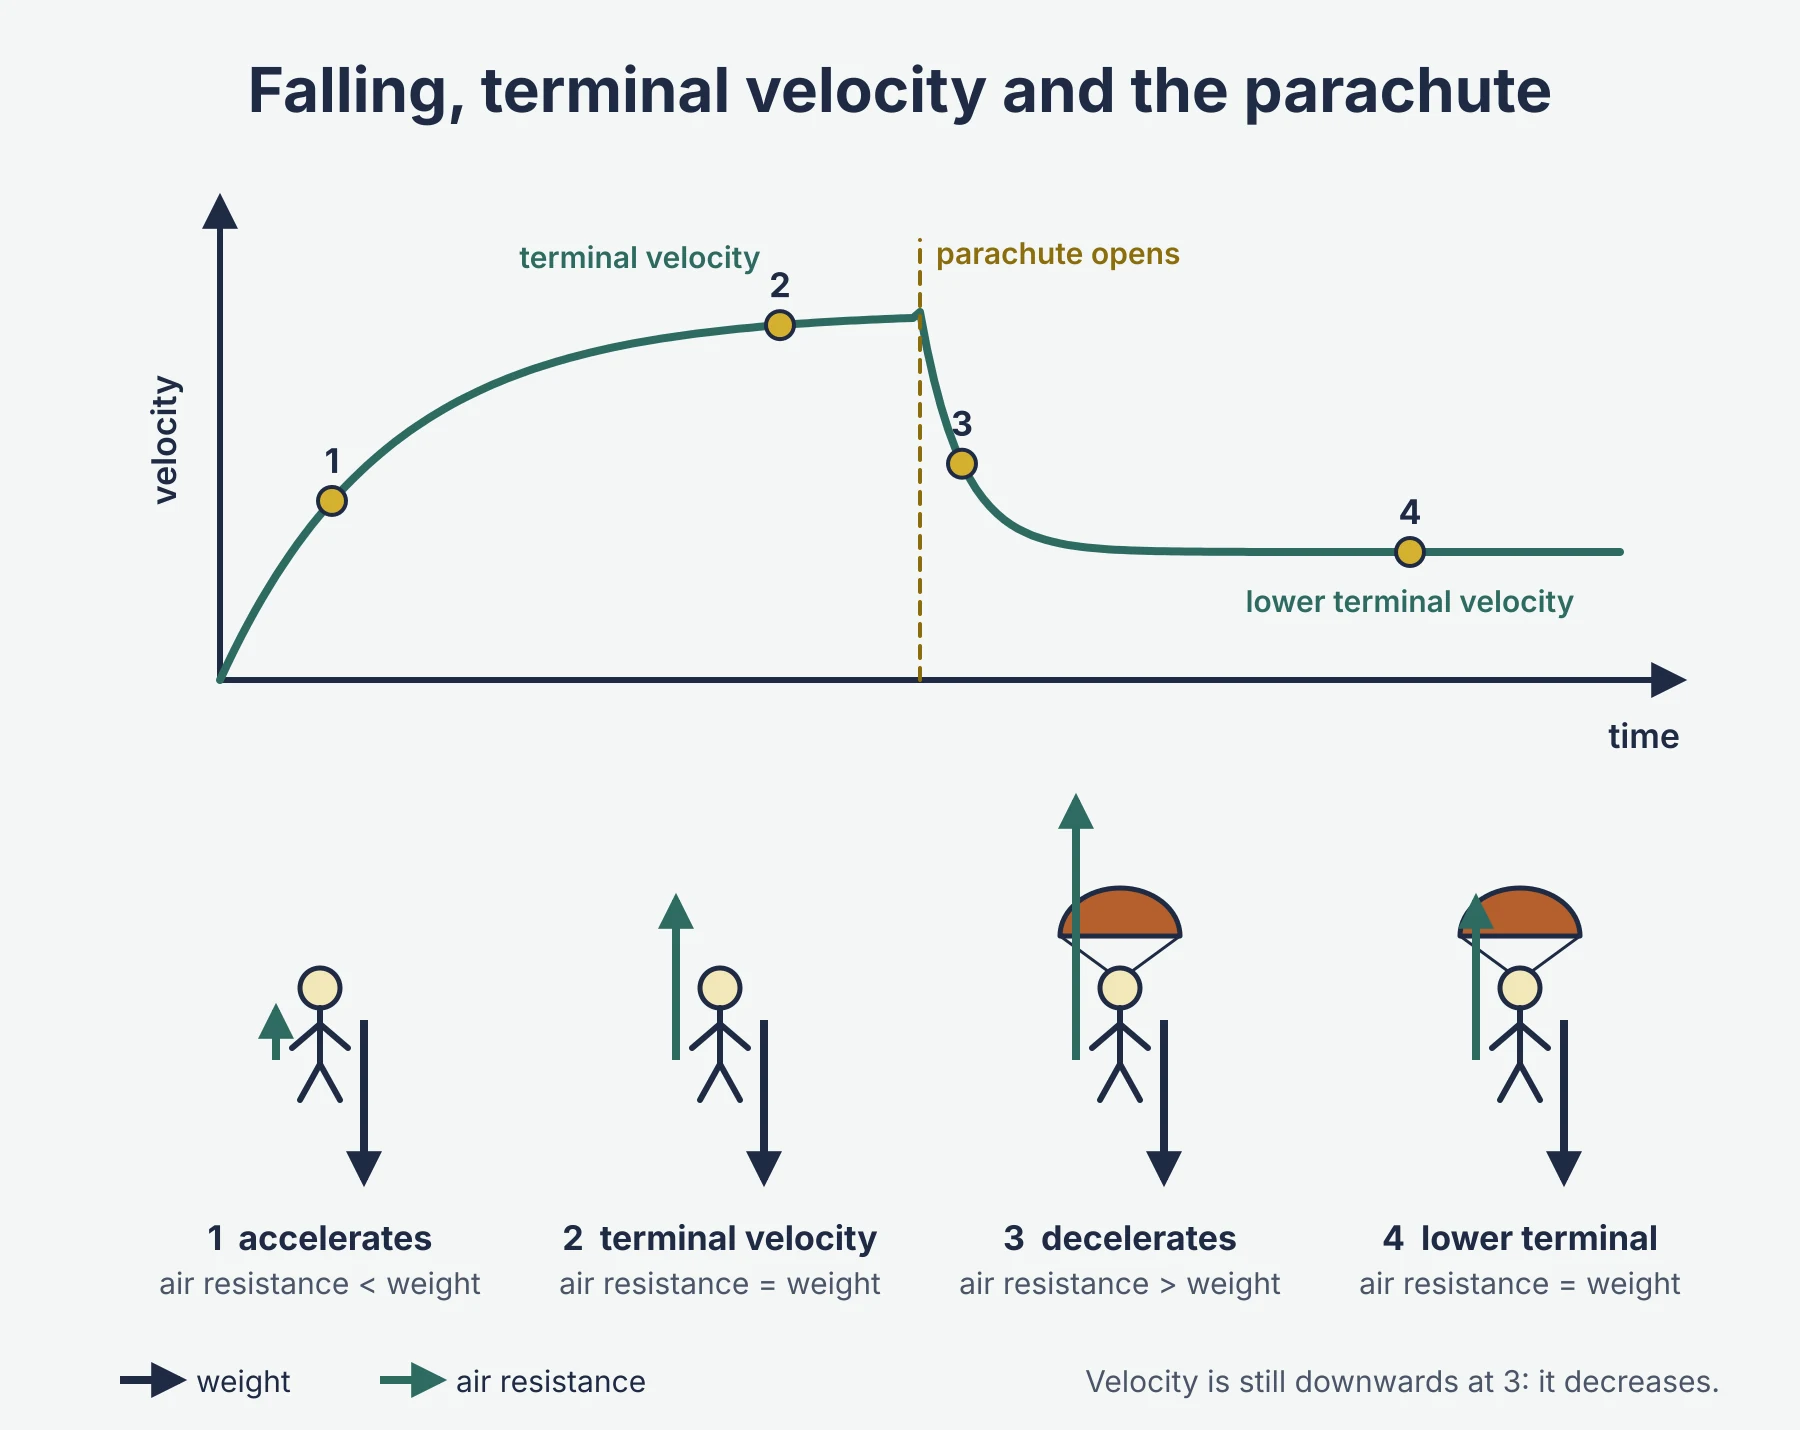 Falling, terminal velocity and the parachute
terminal velocity
parachute opens
2
3
1
4
velocity
lower terminal velocity
time
1 accelerates
air resistance < weight
2 terminal velocity
air resistance = weight
3 decelerates
air resistance > weight
4 lower terminal
air resistance = weight
weight
air resistance
Velocity is still downwards at 3: it decreases.